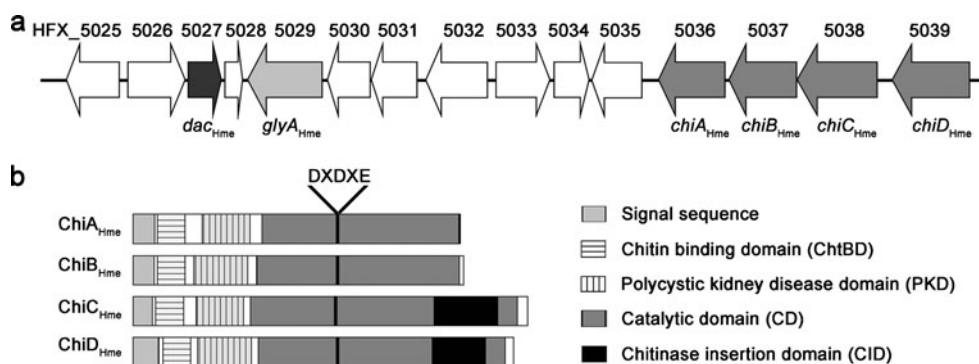 a
HFX_5025 5026 5027 5028 5029 5030 5031 5032 5033 5034 5035 5036 5037 5038 5039
dacHme glyAHme chiAHme chiBHme chiCHme chiDHme
b
DXDXE
ChiAHme
ChiBHme
ChiCHme
ChiDHme
Signal sequence
Chitin binding domain (ChtBD)
Polycystic kidney disease domain (PKD)
Catalytic domain (CD)
Chitinase insertion domain (CID)